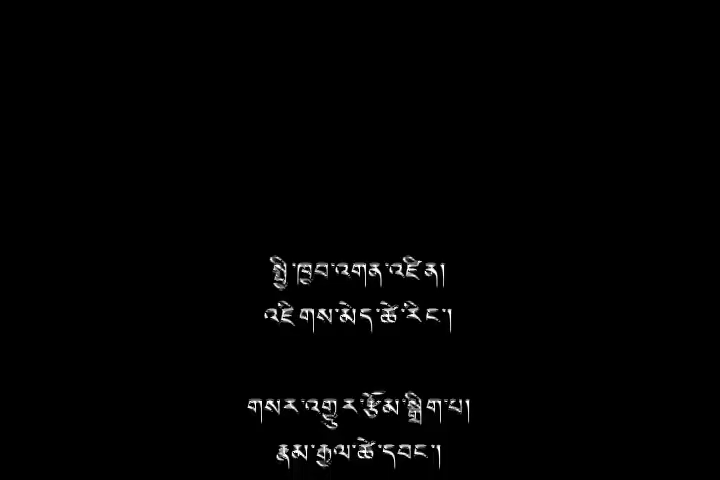 སྤྱི་ཁྱབ་འགན་འཛིན།
འཇིགས་མེད་ཚེ་རིང་།
གསར་འགྱུར་རྩོམ་སྒྲིག་པ།
རྣམ་རྒྱལ་ཚེ་དབང་།